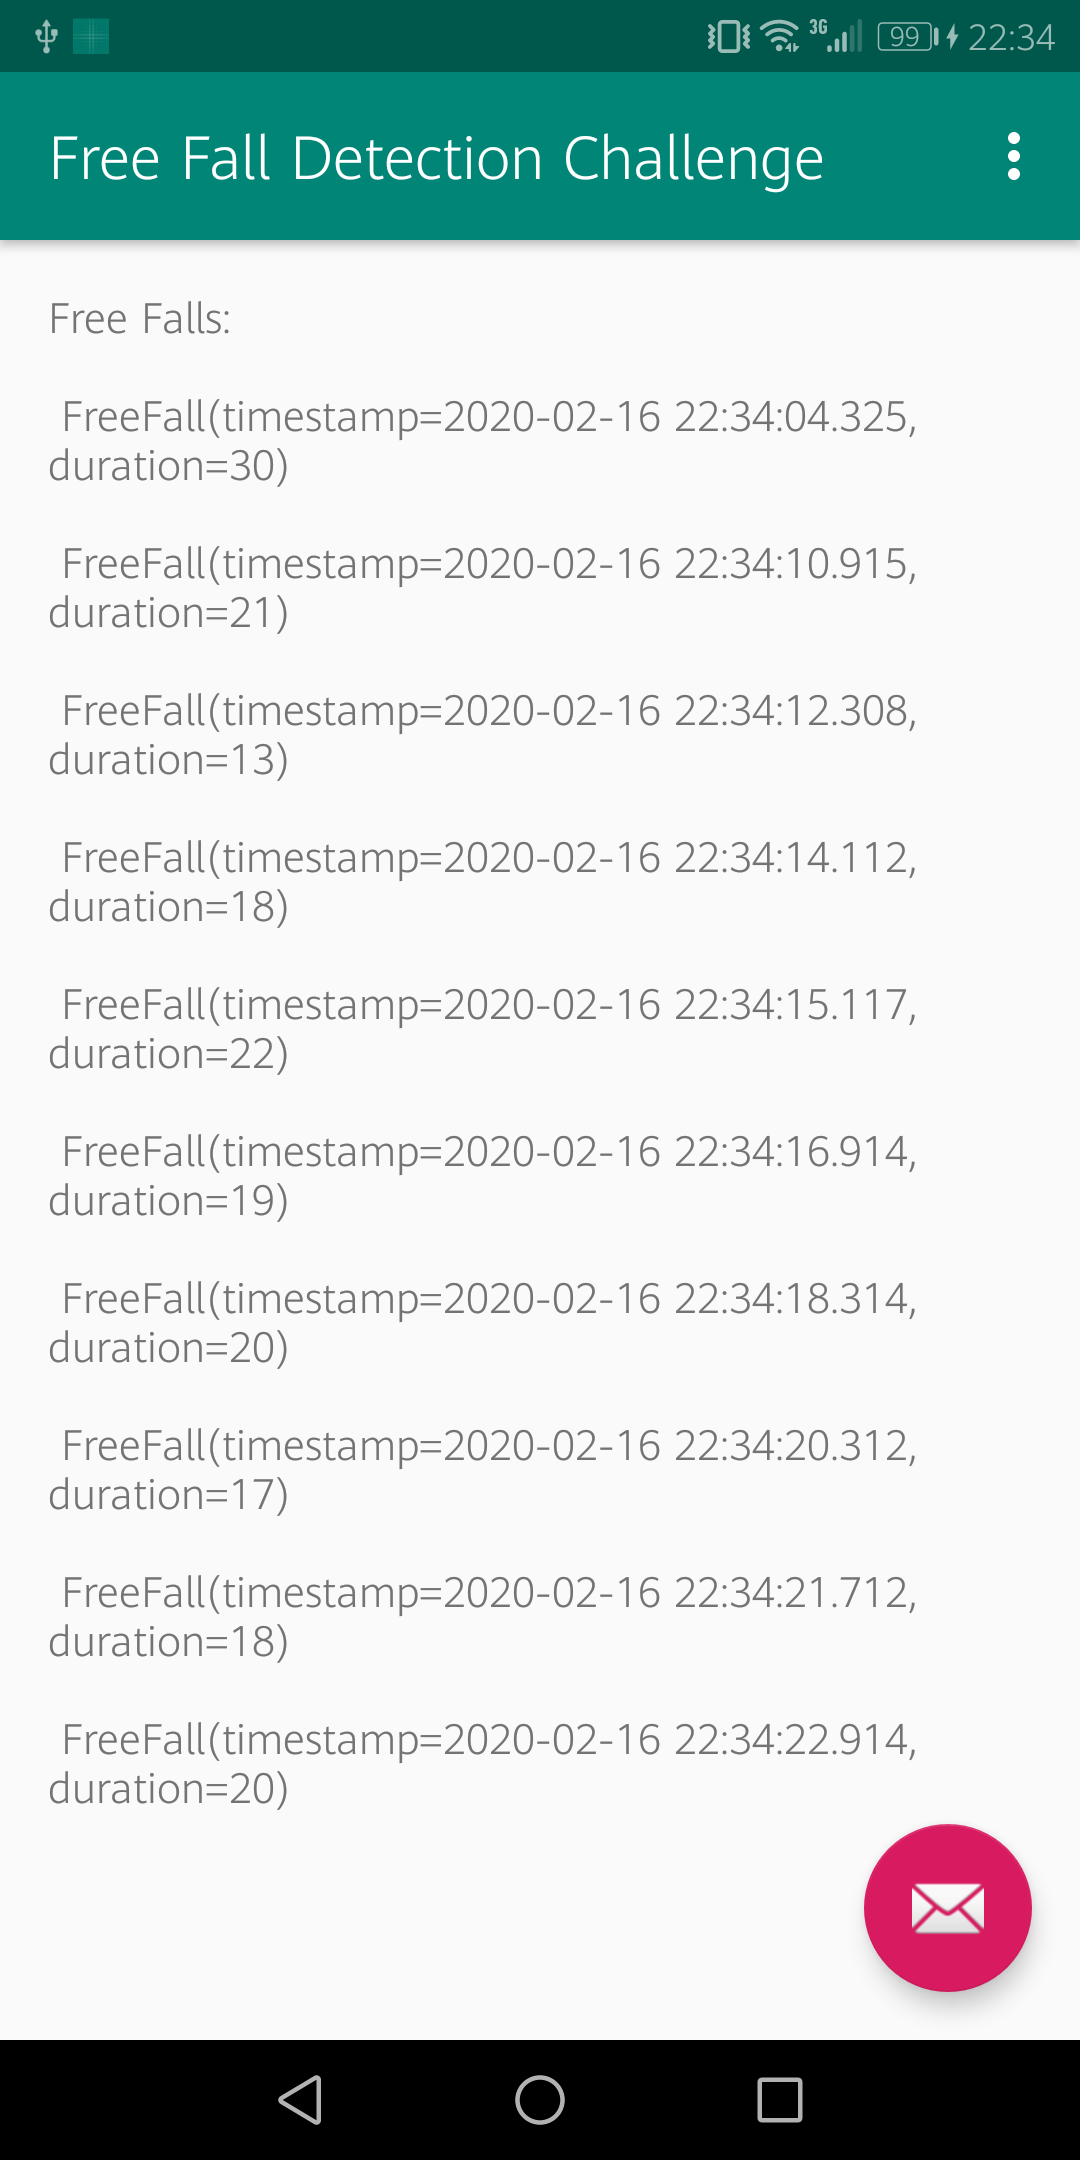 3G 99 22:34
Free Fall Detection Challenge
Free Falls:
FreeFall(timestamp=2020-02-16 22:34:04.325,
duration=30)
FreeFall(timestamp=2020-02-16 22:34:10.915,
duration=21)
FreeFall(timestamp=2020-02-16 22:34:12.308,
duration=13)
FreeFall(timestamp=2020-02-16 22:34:14.112,
duration=18)
FreeFall(timestamp=2020-02-16 22:34:15.117,
duration=22)
FreeFall(timestamp=2020-02-16 22:34:16.914,
duration=19)
FreeFall(timestamp=2020-02-16 22:34:18.314,
duration=20)
FreeFall(timestamp=2020-02-16 22:34:20.312,
duration=17)
FreeFall(timestamp=2020-02-16 22:34:21.712,
duration=18)
FreeFall(timestamp=2020-02-16 22:34:22.914,
duration=20)